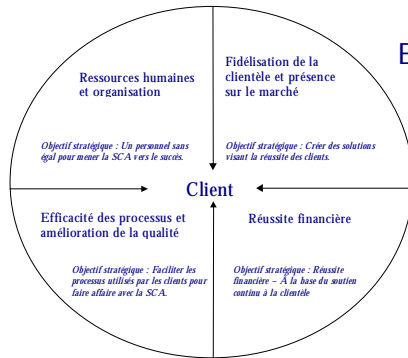 Ressources humaines
et organisation
Objectif stratégique : Un personnel sans
égal pour mener la SCA vers le succès.
Fidélisation de la
clientèle et présence
sur le marché
Objectif stratégique : Créer des solutions
visant la réussite des clients.
E
Client
Efficacité des processus et
amélioration de la qualité
Objectif stratégique : Faciliter les
processus utilisés par les clients pour
faire affaire avec la SCA.
Réussite financière
Objectif stratégique : Réussite
financière – À la base du soutien
continu à la clientèle